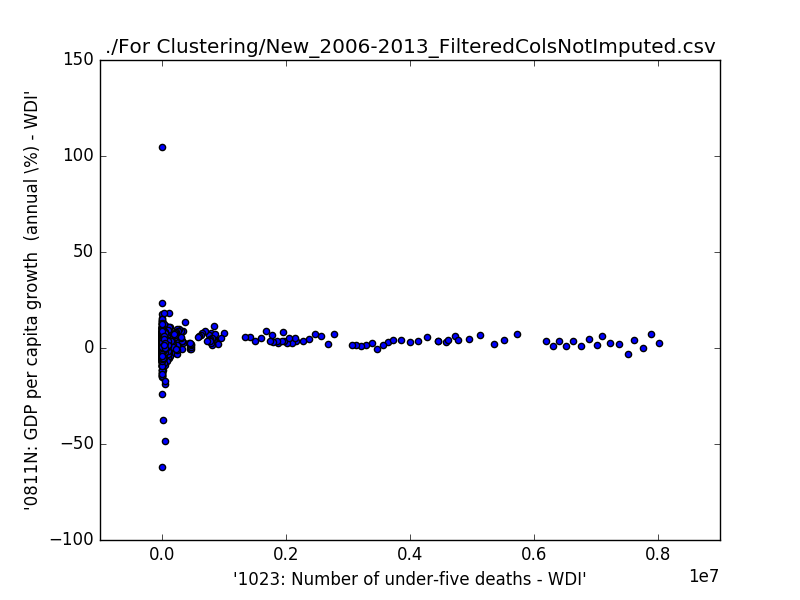 ./For Clustering/New_2006-2013_FilteredColsNotImputed.csv
'0811N: GDP per capita growth  (annual \%) - WDI'
150
100
50
0
−50
−100
0.0 0.2 0.4 0.6 0.8
1e7
'1023: Number of under-five deaths - WDI'